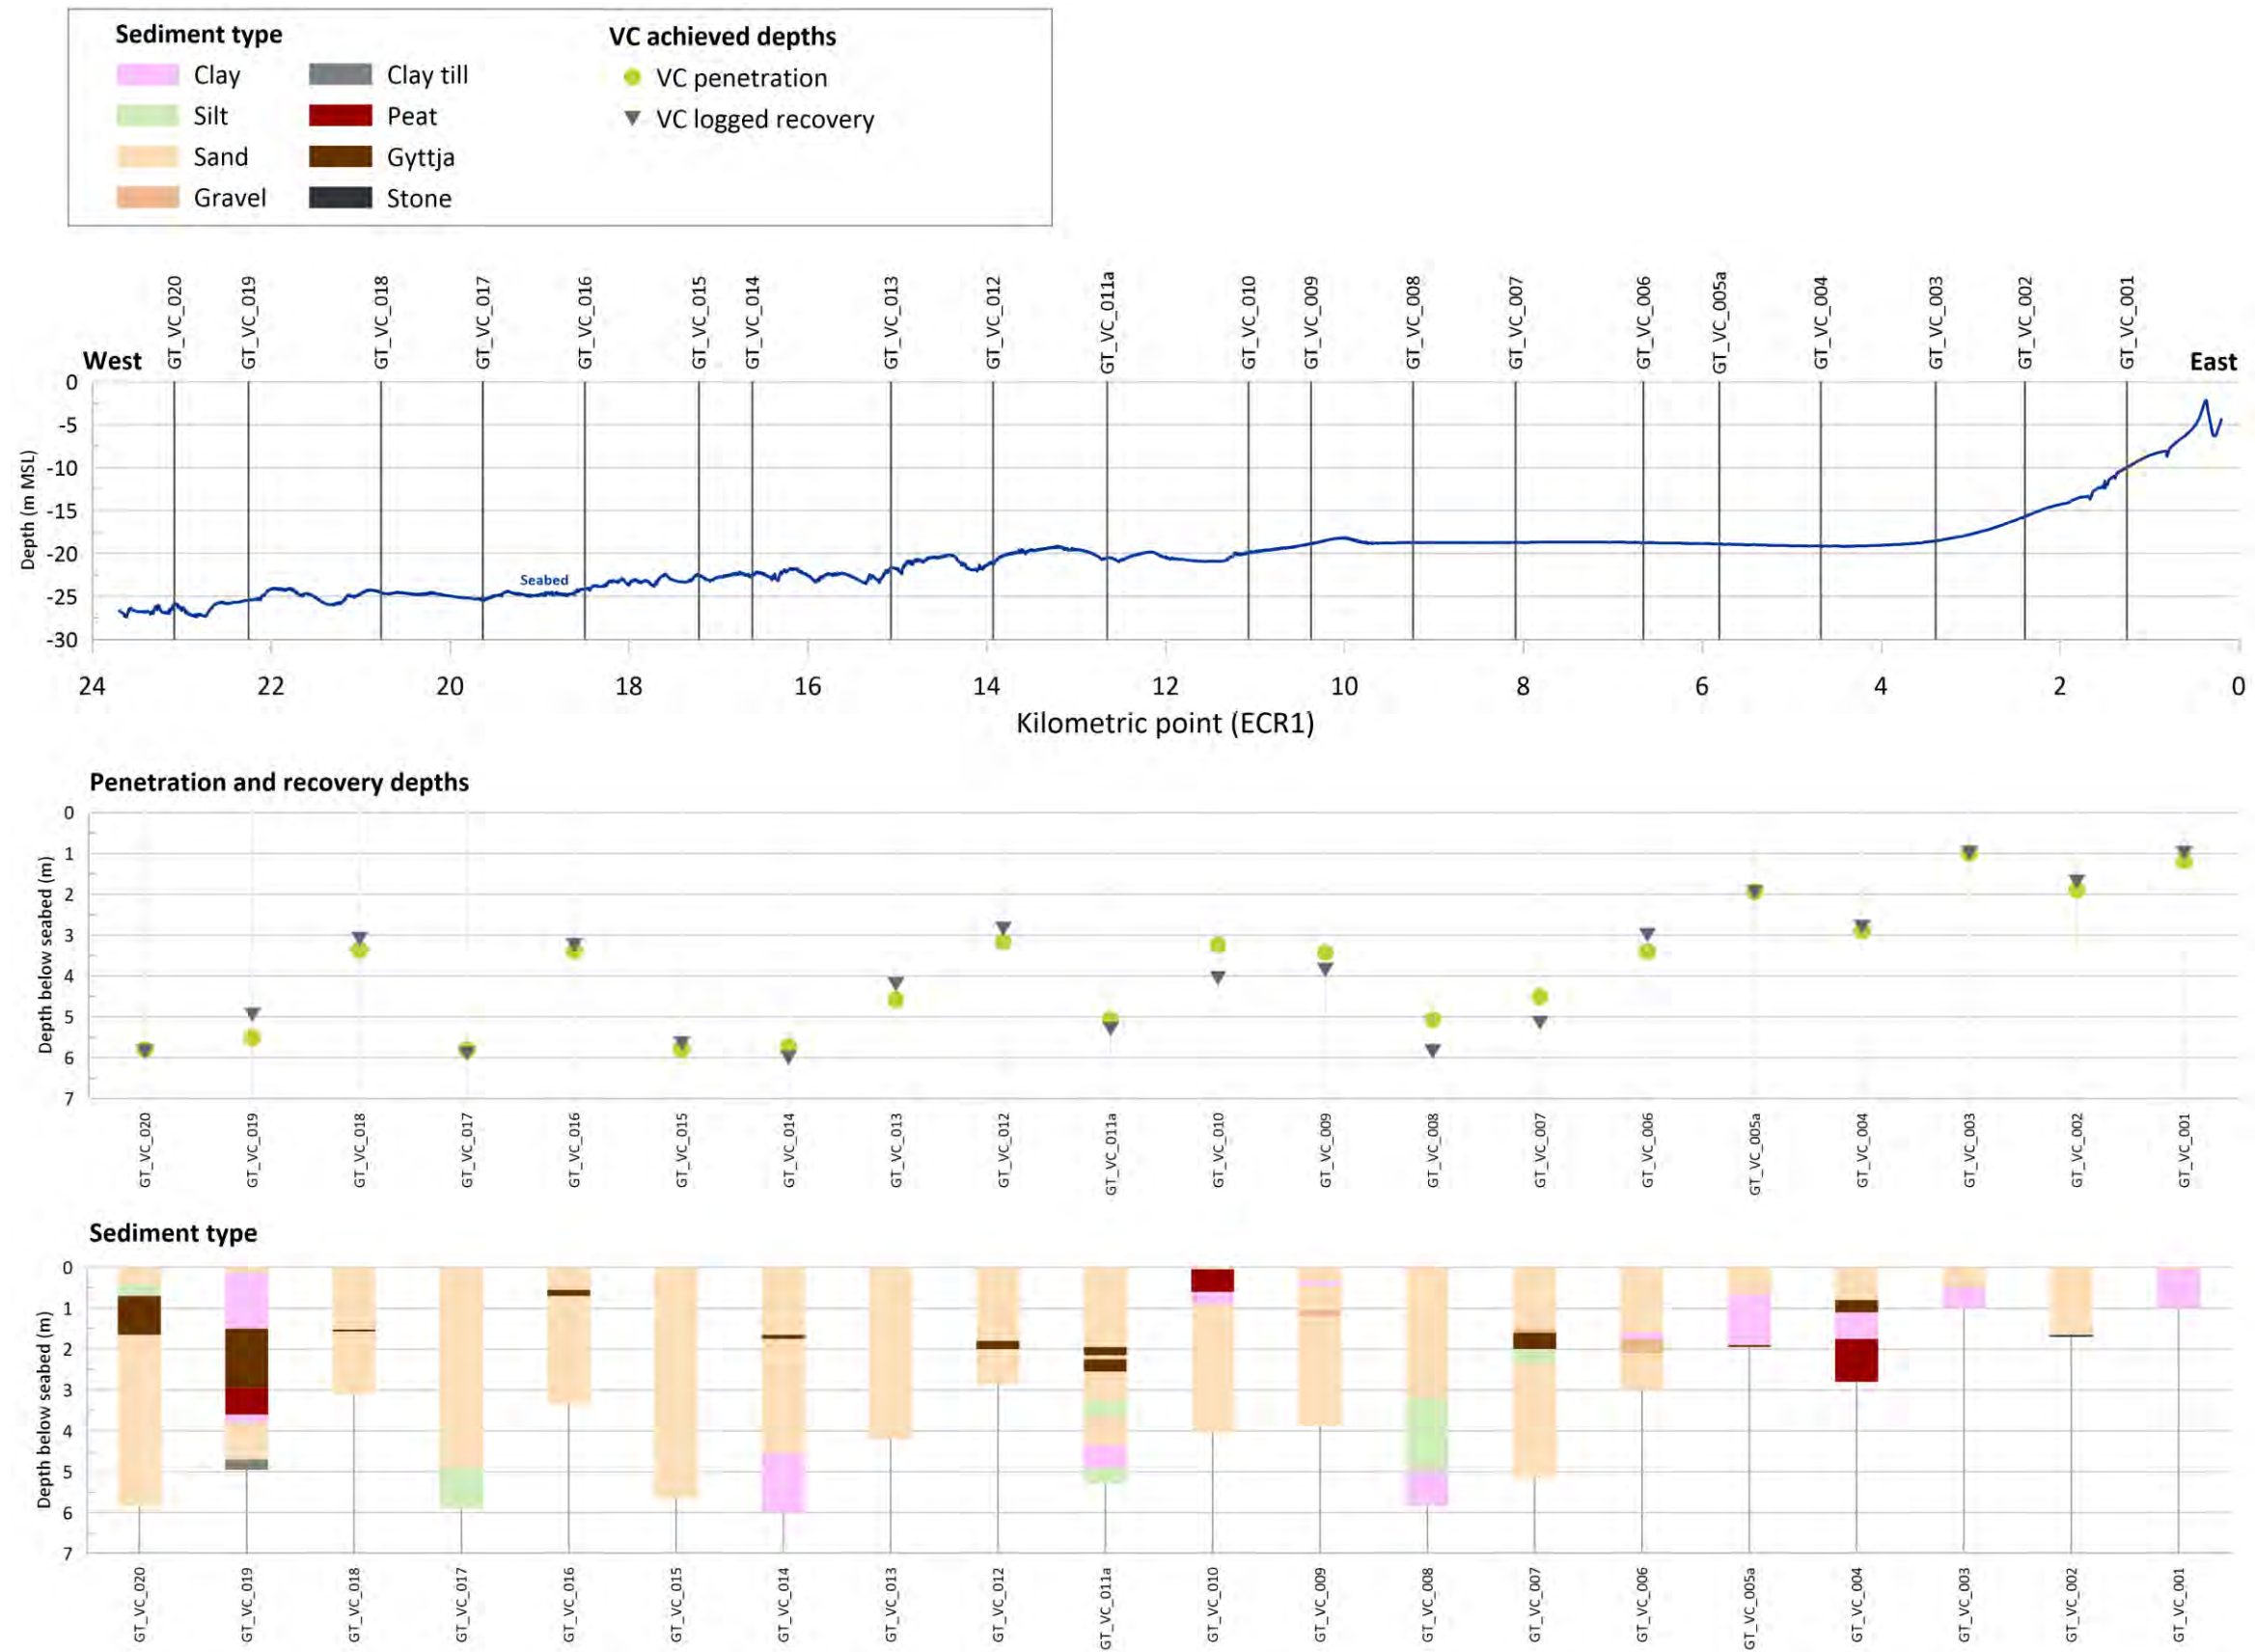 Sediment type
VC achieved depths
Clay
Clay till
VC penetration
Silt
Peat
VC logged recovery
Sand
Gyttja
Gravel
Stone
GT_VC_020
GT_VC_019
GT_VC_018
GT_VC_017
GT_VC_016
GT_VC_015
GT_VC_014
GT_VC_013
GT_VC_012
GT_VC_011a
GT_VC_010
GT_VC_009
GT_VC_008
GT_VC_007
GT_VC_006
GT_VC_005a
GT_VC_004
GT_VC_003
GT_VC_002
GT_VC_001
West
East
Depth (m MSL)
0
-5
-10
-15
-20
-25
-30
Seabed
24 22 20 18 16 14 12 10 8 6 4 2 0
Kilometric point (ECR1)
Penetration and recovery depths
Depth below seabed (m)
0
1
2
3
4
5
6
7
GT_VC_020
GT_VC_019
GT_VC_018
GT_VC_017
GT_VC_016
GT_VC_015
GT_VC_014
GT_VC_013
GT_VC_012
GT_VC_011a
GT_VC_010
GT_VC_009
GT_VC_008
GT_VC_007
GT_VC_006
GT_VC_005a
GT_VC_004
GT_VC_003
GT_VC_002
GT_VC_001
Sediment type
Depth below seabed (m)
0
1
2
3
4
5
6
7
GT_VC_020
GT_VC_019
GT_VC_018
GT_VC_017
GT_VC_016
GT_VC_015
GT_VC_014
GT_VC_013
GT_VC_012
GT_VC_011a
GT_VC_010
GT_VC_009
GT_VC_008
GT_VC_007
GT_VC_006
GT_VC_005a
GT_VC_004
GT_VC_003
GT_VC_002
GT_VC_001